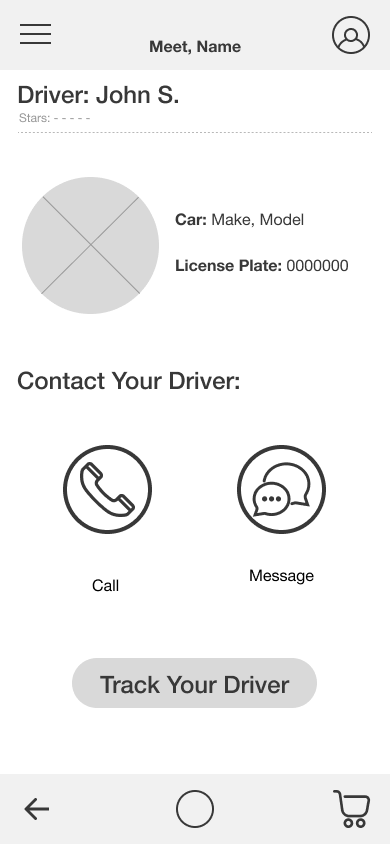 Meet, Name
Driver: John S.
Stars: - - - - -
Car: Make, Model
License Plate: 0000000
Contact Your Driver:
Call
Message
Track Your Driver